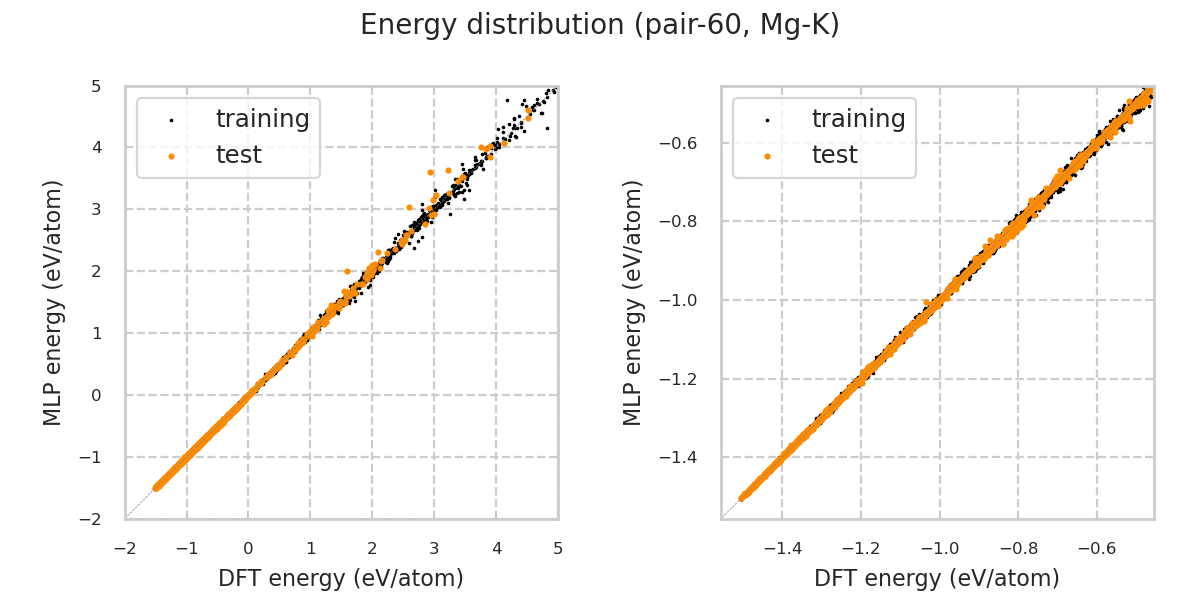 Energy distribution (pair-60, Mg-K)
training
test
5
4
3
2
1
0
−1
−2
−2
−1
0
1
2
3
4
5
MLP energy (eV/atom)
DFT energy (eV/atom)
training
test
−0.6
−0.8
−1.0
−1.2
−1.4
−1.4
−1.2
−1.0
−0.8
−0.6
MLP energy (eV/atom)
DFT energy (eV/atom)